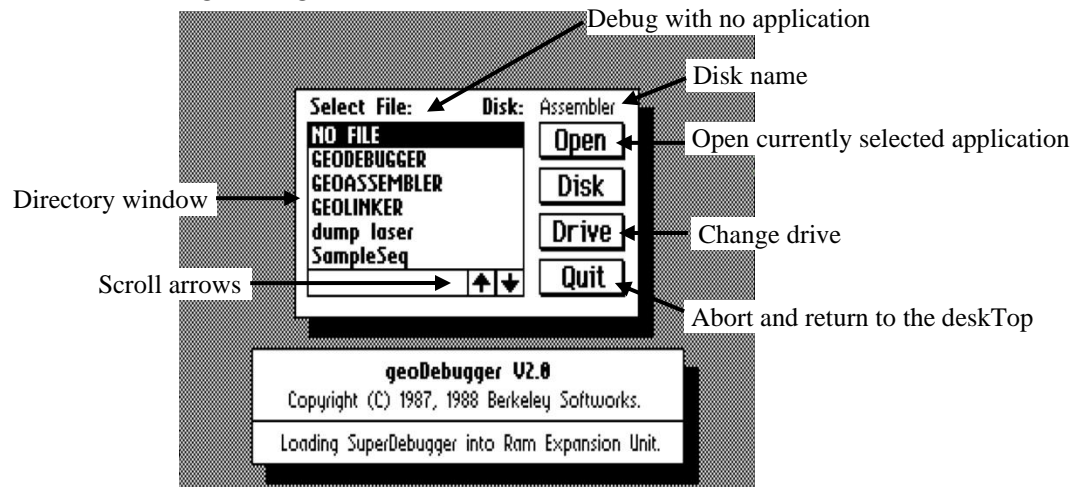 Debug with no application
Disk name
Select File: Disk: Assembler
NO FILE
Open
Open currently selected application
GEODEBUGGER
GEOASSEMBLER
Disk
Directory window
GEOLINKER
dump laser
Drive
Change drive
SampleSeq
Scroll arrows
Quit
Abort and return to the deskTop
geoDebugger V2.0
Copyright (C) 1987, 1988 Berkeley Softworks.
Loading SuperDebugger into Ram Expansion Unit.